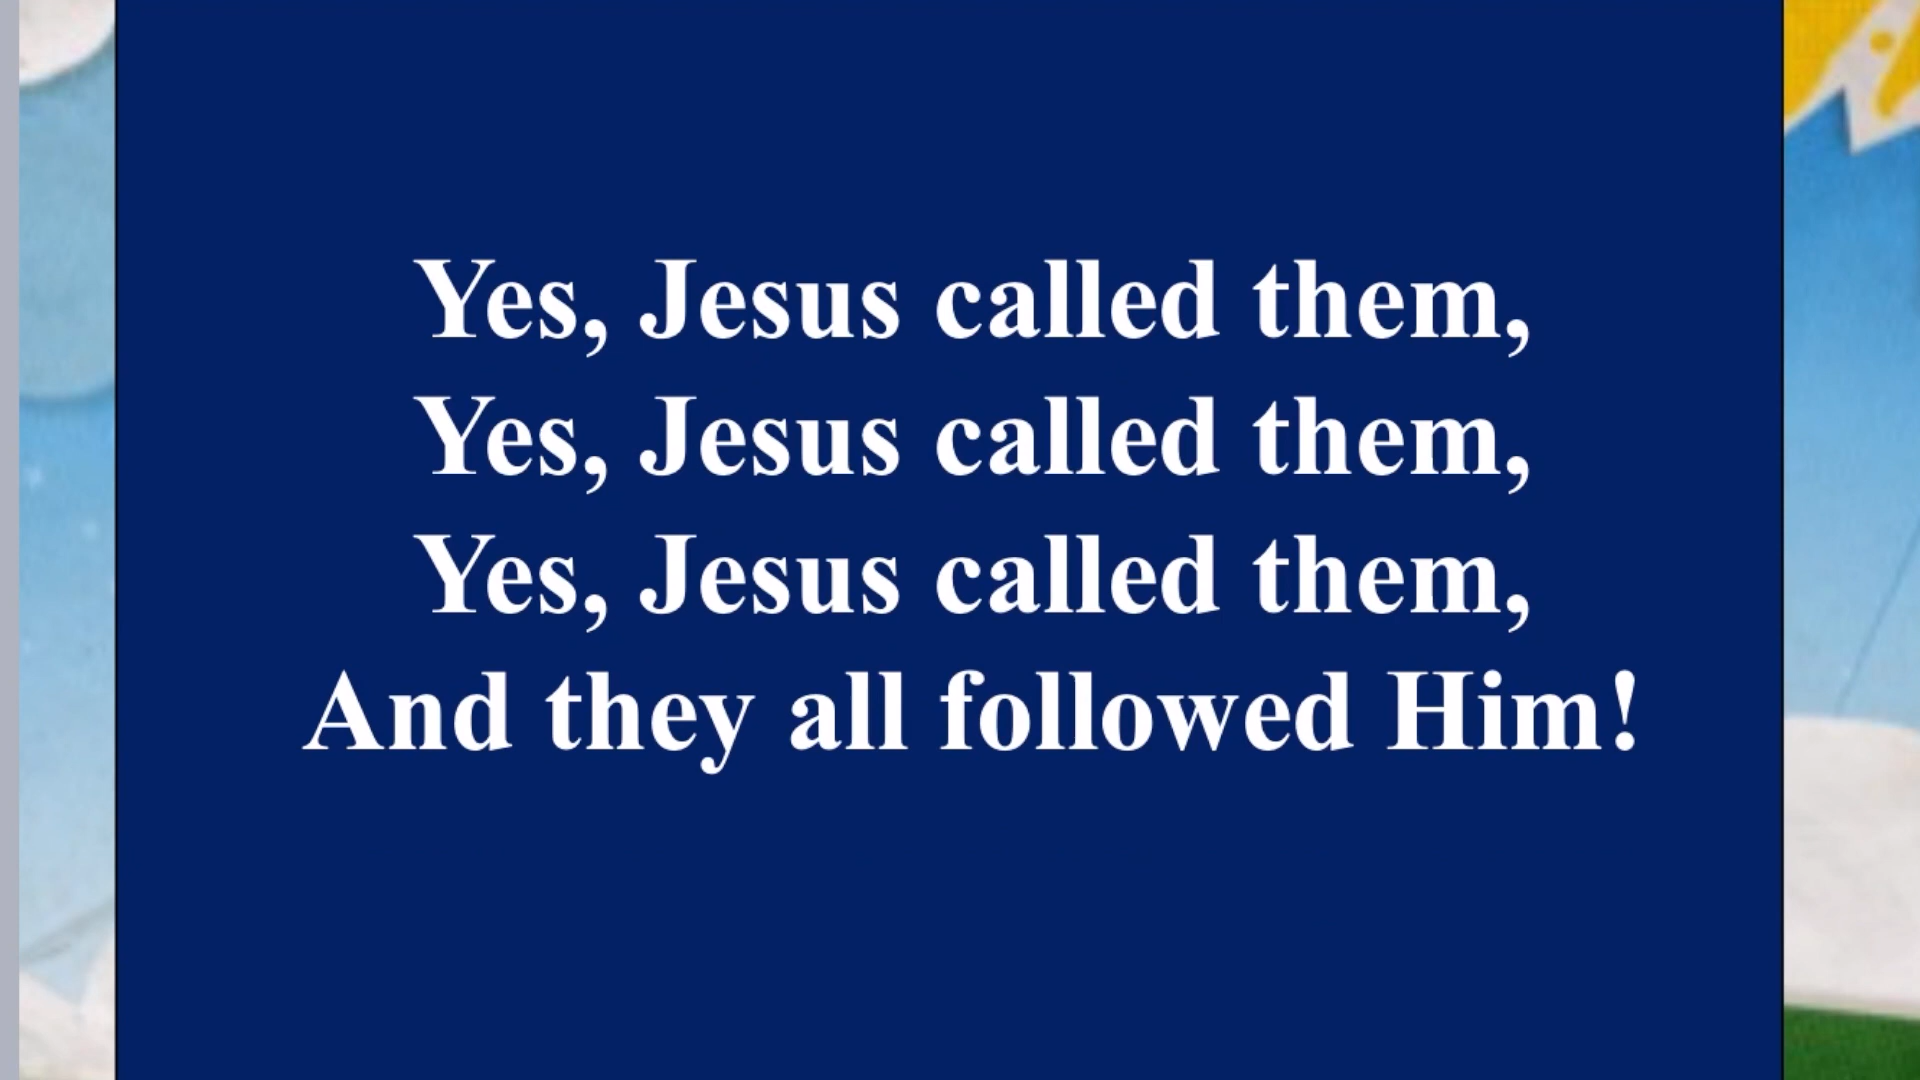 Yes, Jesus called them,
Yes, Jesus called them,
Yes, Jesus called them,
And they all followed Him!